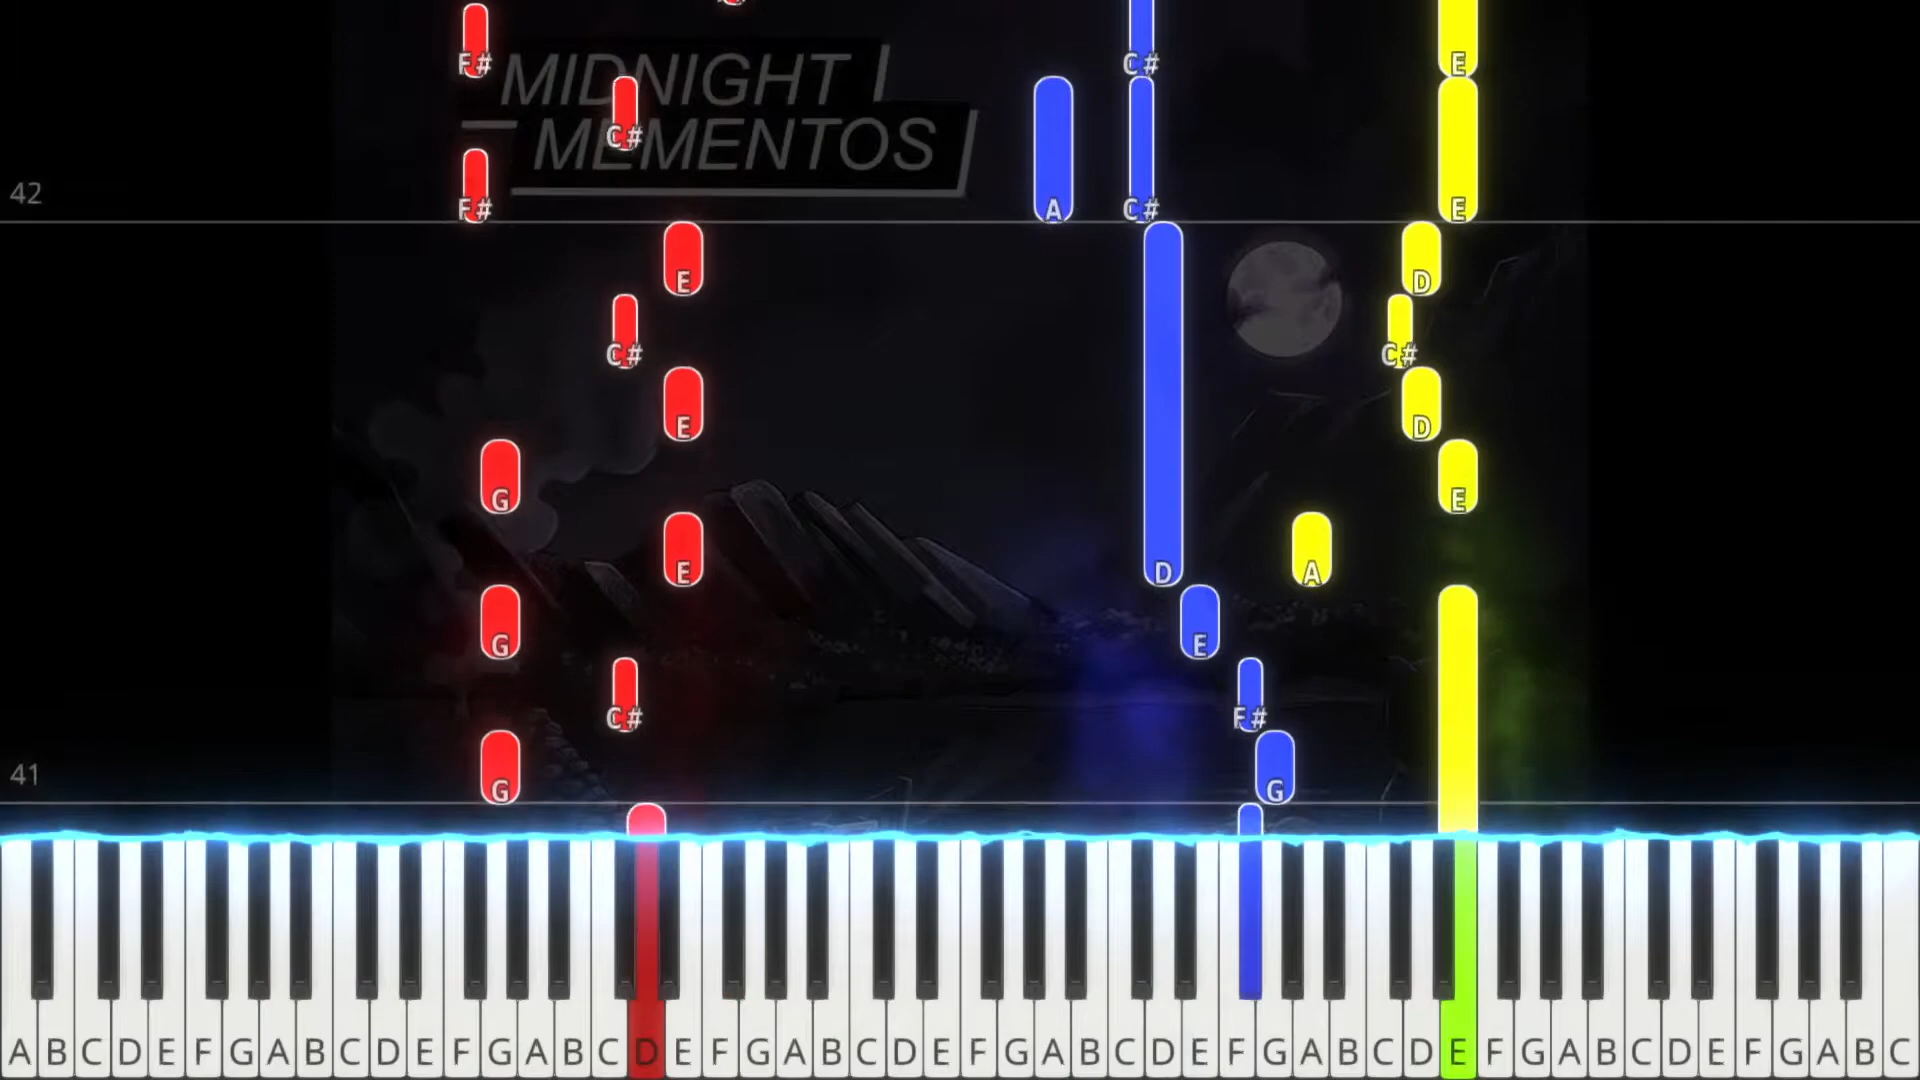 F# C# E
MIDNIGHT
C#
MEMENTOS
42
F# A C# E
E D
C# C#
E D
G E
E D A
G E
C# F#
41
G G
A B C D E F G A B C D E F G A B C D E F G A B C D E F G A B C D E F G A B C D E F G A B C D E F G A B C